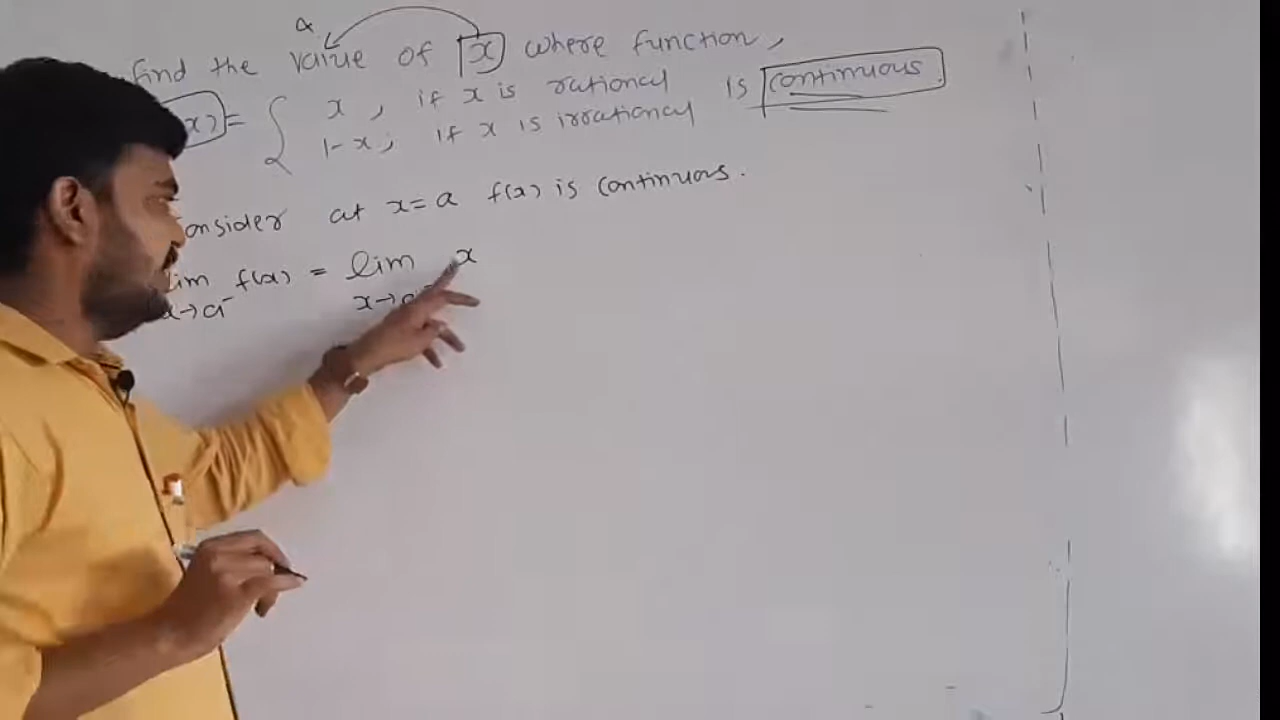 a
find the value of x where function,
x) = { x , if x is rational
1-x ; if x is irrational is continuous.
onsider at x = a f(x) is continuous.
lim f(x) = lim x
x→a⁻ x→a⁻